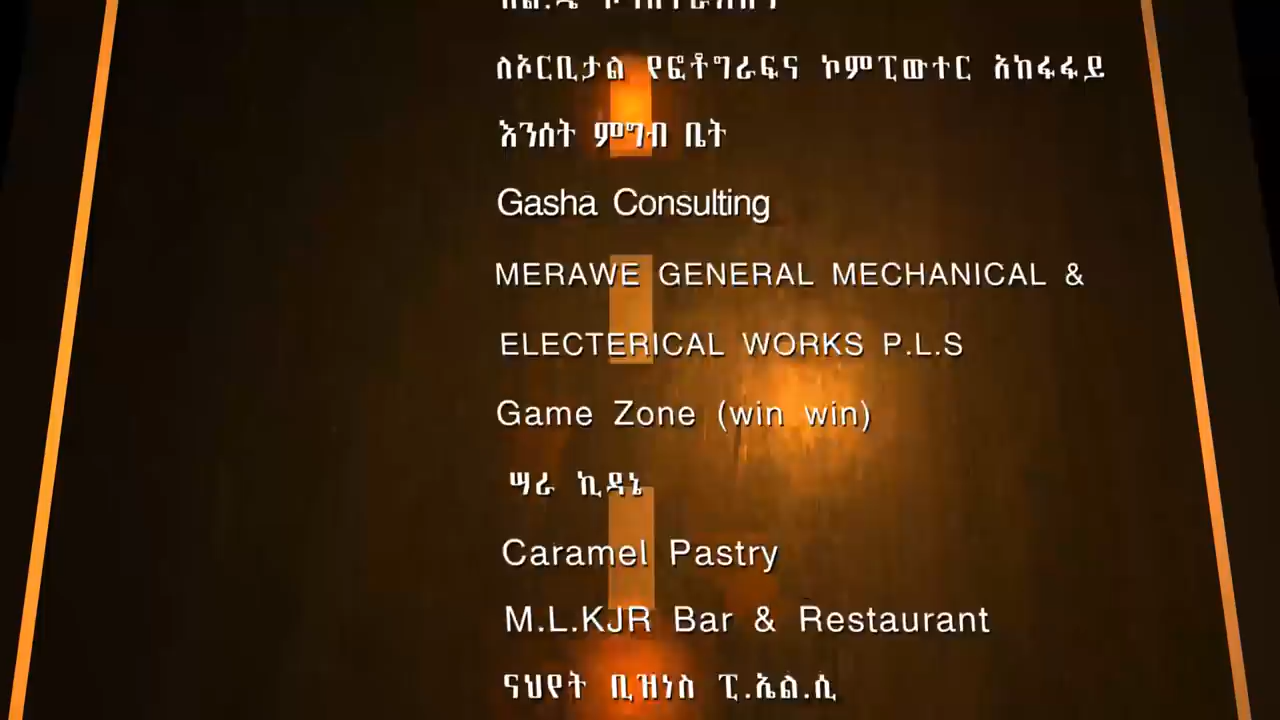 ለኦርቢታል የፎቶግራፍና ኮምፒውተር አከፋፋይ
እንሰት ምግብ ቤት
Gasha Consulting
MERAWE GENERAL MECHANICAL &
ELECTERICAL WORKS P.L.S
Game Zone (win win)
ሣራ ኪዳኔ
Caramel Pastry
M.L.KJR Bar & Restaurant
ናህየት ቢዝነስ ፒ.ኤል.ሲ